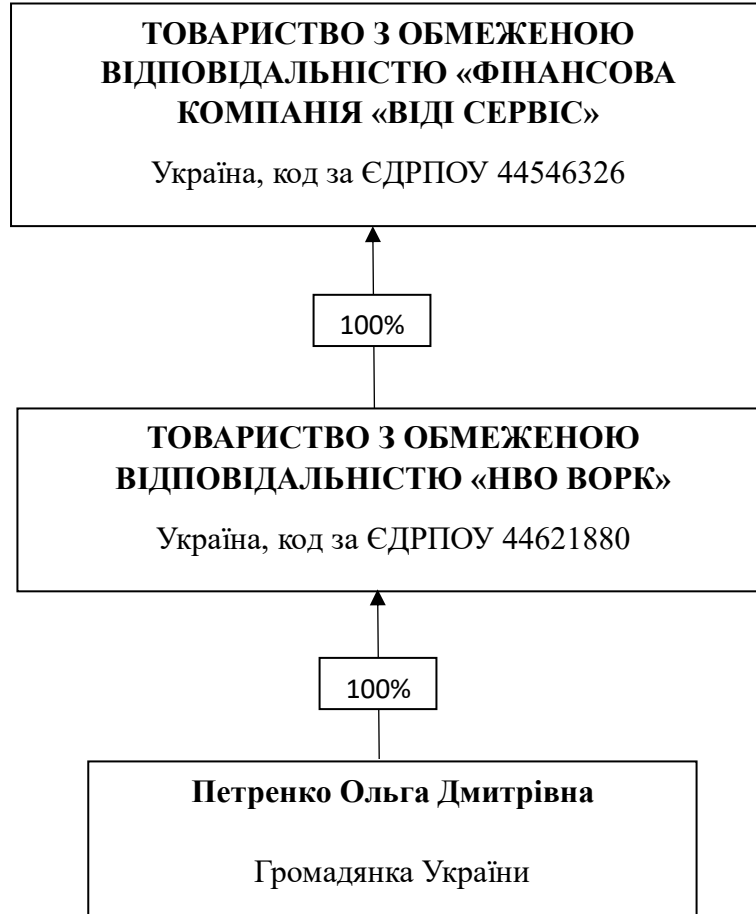 ТОВАРИСТВО З ОБМЕЖЕНОЮ
ВІДПОВІДАЛЬНІСТЮ «ФІНАНСОВА
КОМПАНІЯ «ВІДІ СЕРВІС»
Україна, код за ЄДРПОУ 44546326
100%
ТОВАРИСТВО З ОБМЕЖЕНОЮ
ВІДПОВІДАЛЬНІСТЮ «НВО ВОРК»
Україна, код за ЄДРПОУ 44621880
100%
Петренко Ольга Дмитрівна
Громадянка України